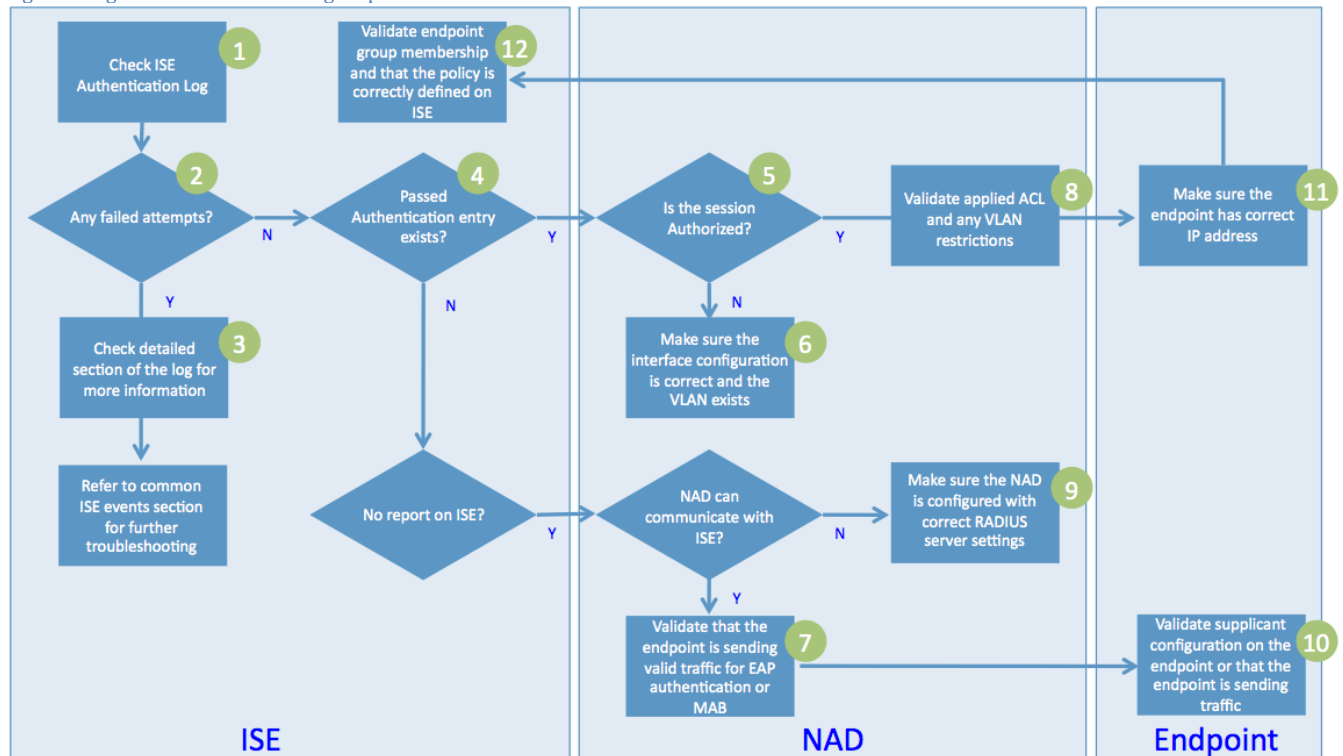 1
Check ISE
Authentication Log
12
Validate endpoint
group membership
and that the policy is
correctly defined on
ISE
2
Any failed attempts?
N
Y
4
Passed
Authentication entry
exists?
Y
N
5
Is the session
Authorized?
Y
N
8
Validate applied ACL
and any VLAN
restrictions
11
Make sure the
endpoint has correct
IP address
3
Check detailed
section of the log for
more information
6
Make sure the
interface configuration
is correct and the
VLAN exists
Refer to common
ISE events section
for further
troubleshooting
No report on ISE?
Y
NAD can
communicate with
ISE?
N
Y
9
Make sure the NAD
is configured with
correct RADIUS
server settings
7
Validate that the
endpoint is sending
valid traffic for EAP
authentication or
MAB
10
Validate supplicant
configuration on the
endpoint or that the
endpoint is sending
traffic
ISE
NAD
Endpoint